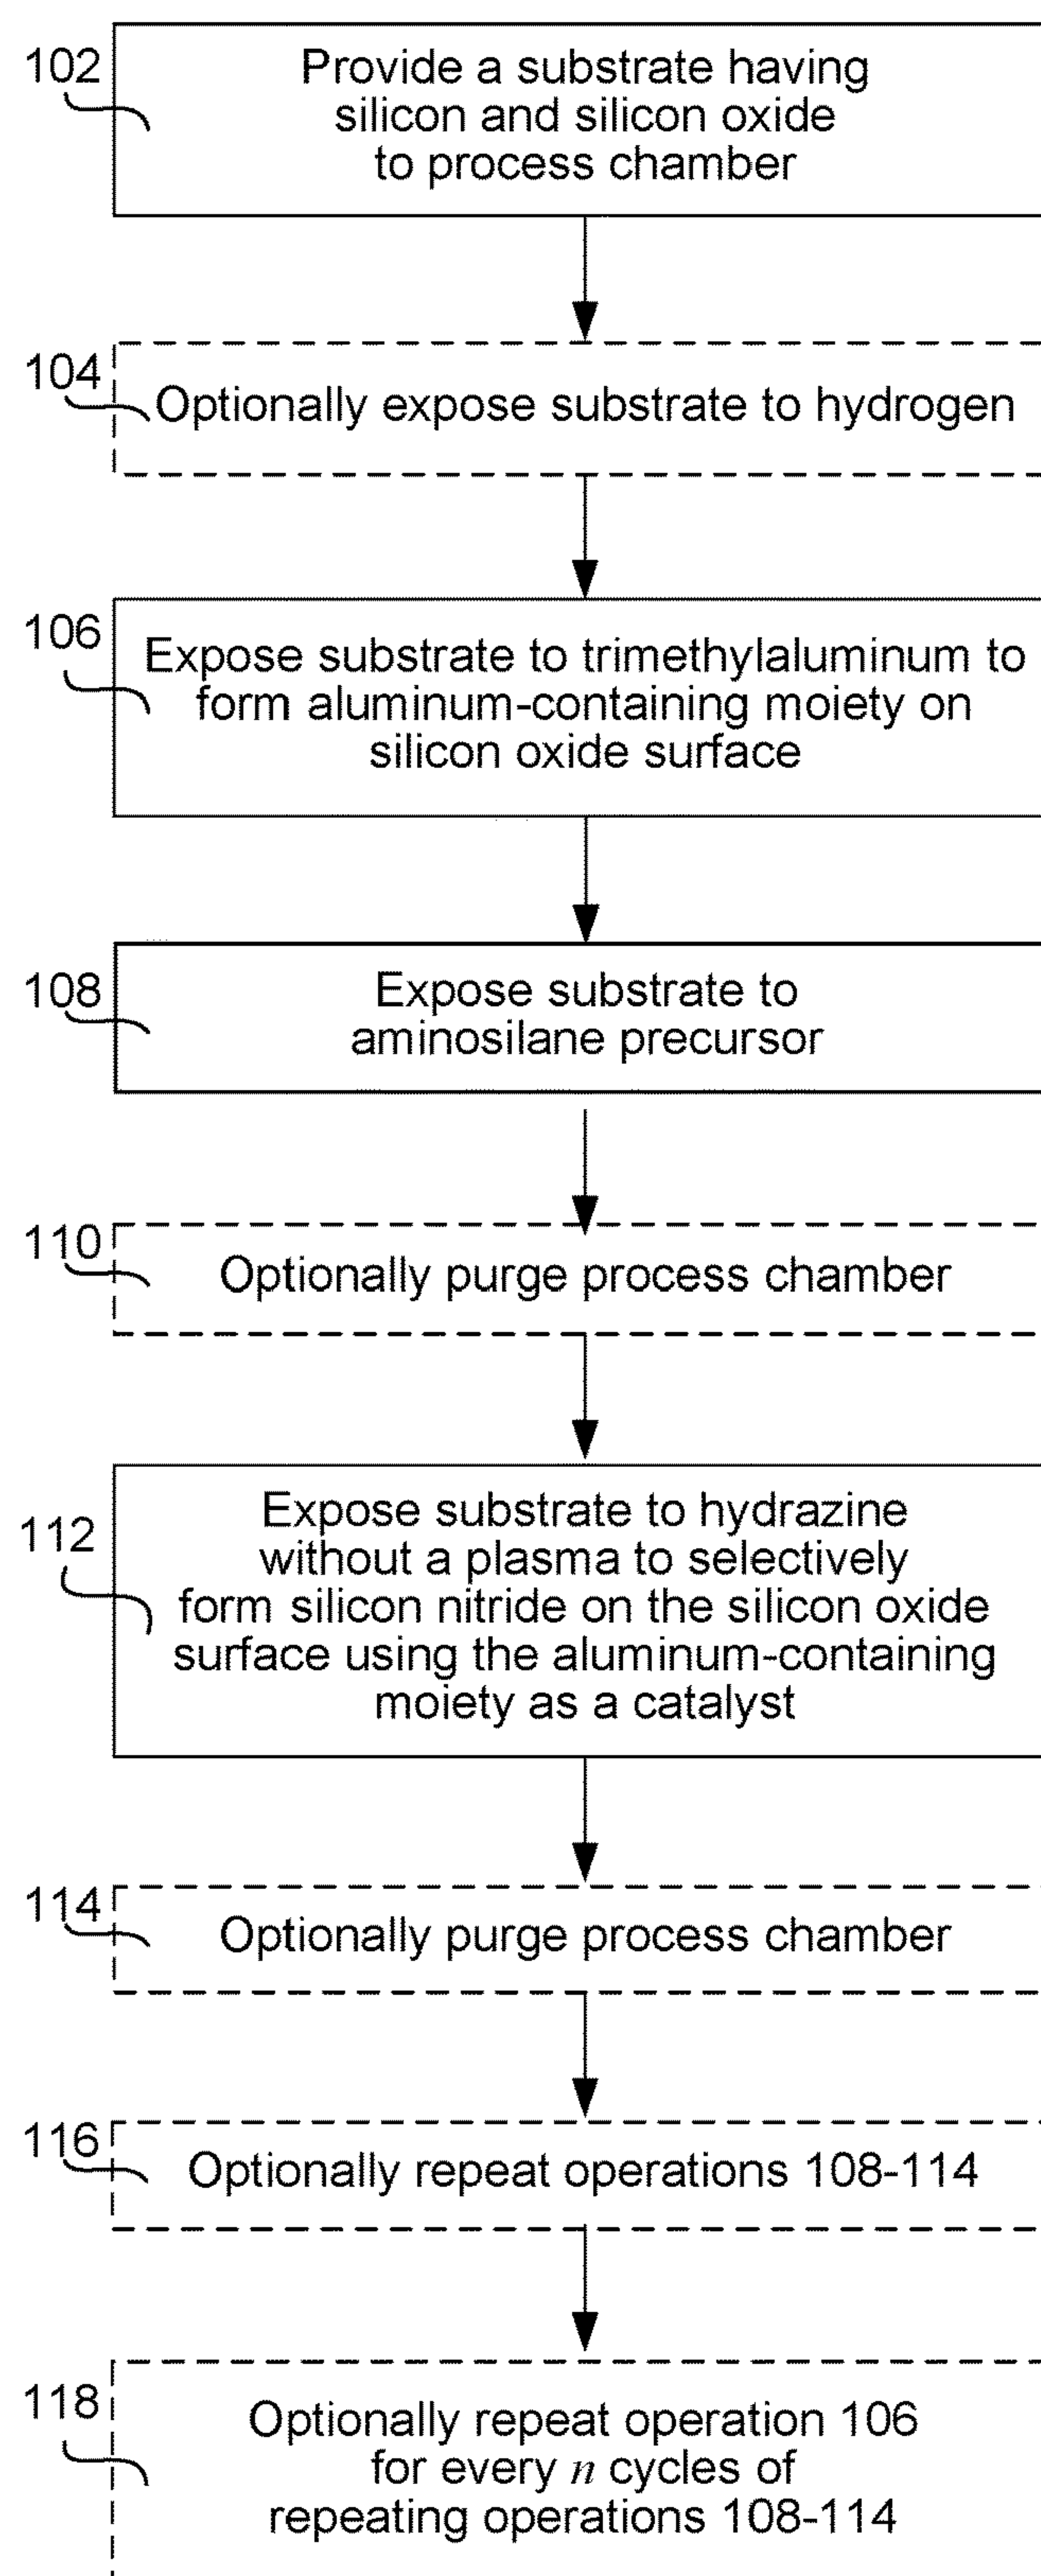 102
Provide a substrate having
silicon and silicon oxide
to process chamber
104
Optionally expose substrate to hydrogen
106
Expose substrate to trimethylaluminum to
form aluminum-containing moiety on
silicon oxide surface
108
Expose substrate to
aminosilane precursor
110
Optionally purge process chamber
112
Expose substrate to hydrazine
without a plasma to selectively
form silicon nitride on the silicon oxide
surface using the aluminum-containing
moiety as a catalyst
114
Optionally purge process chamber
116
Optionally repeat operations 108-114
118
Optionally repeat operation 106
for every n cycles of
repeating operations 108-114